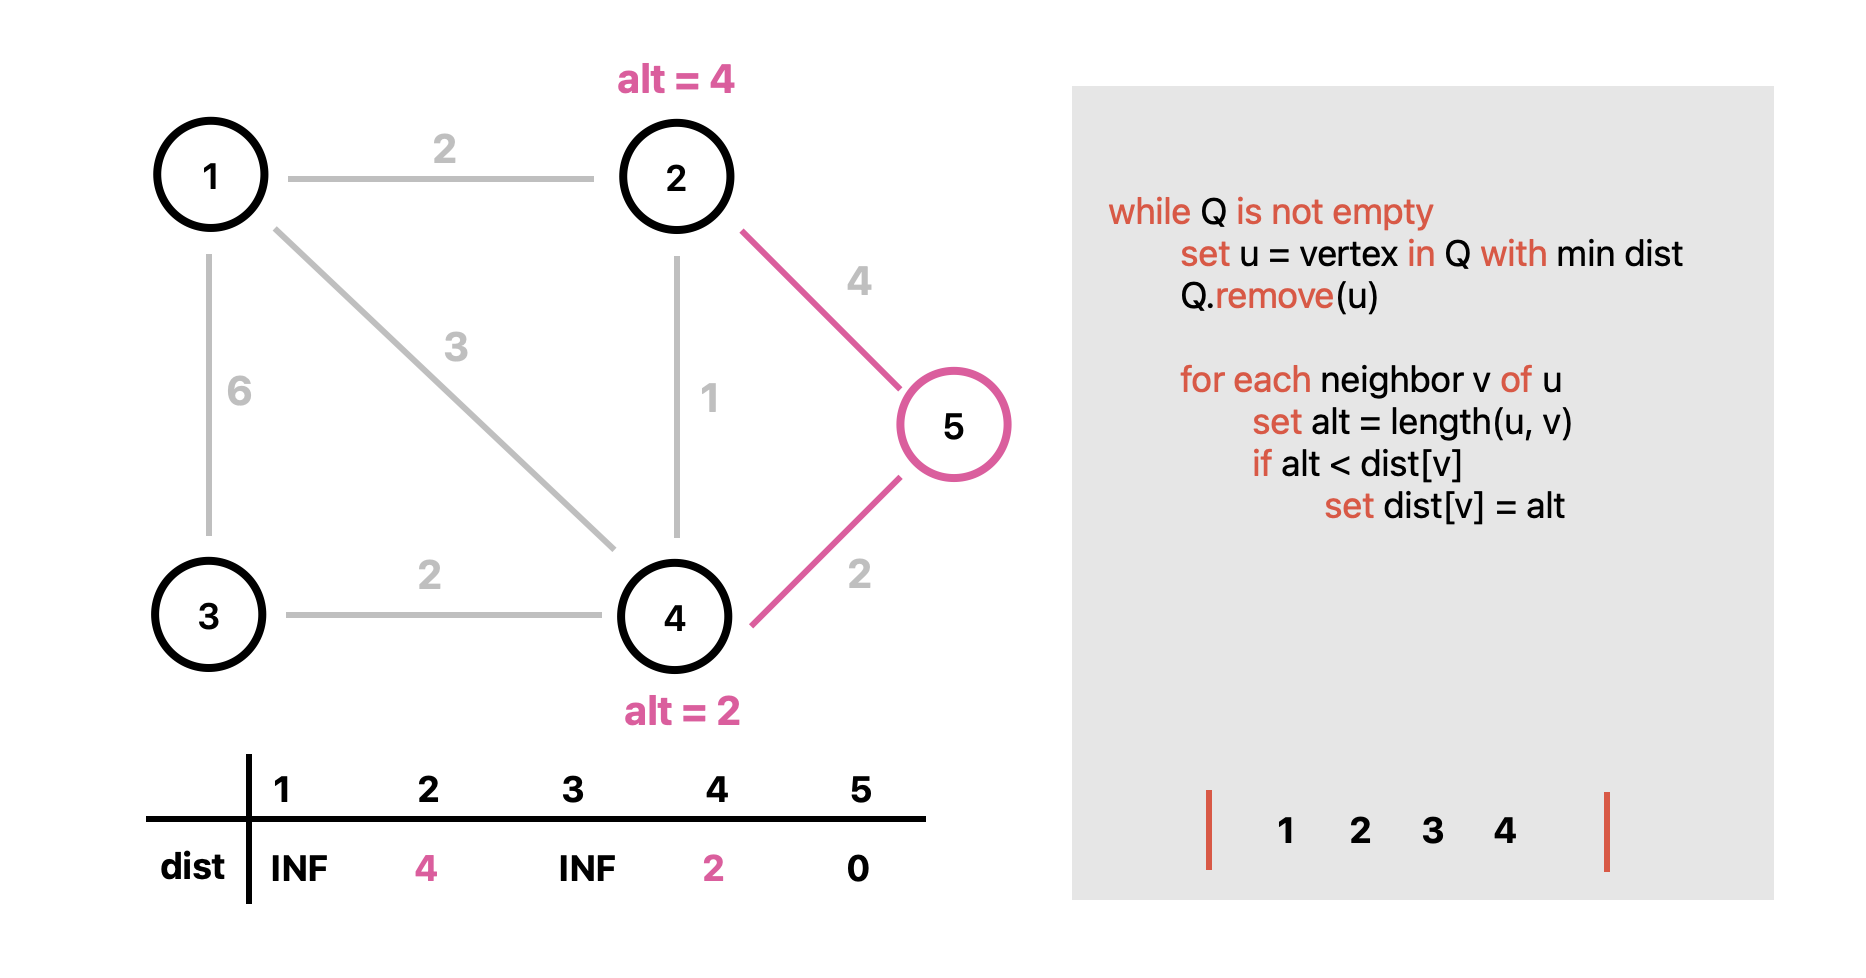 alt = 4
1
2
2
4
6
3
1
5
3
2
4
2
alt = 2
1 2 3 4 5
dist INF 4 INF 2 0
while Q is not empty
set u = vertex in Q with min dist
Q.remove(u)
for each neighbor v of u
set alt = length(u, v)
if alt < dist[v]
set dist[v] = alt
1 2 3 4